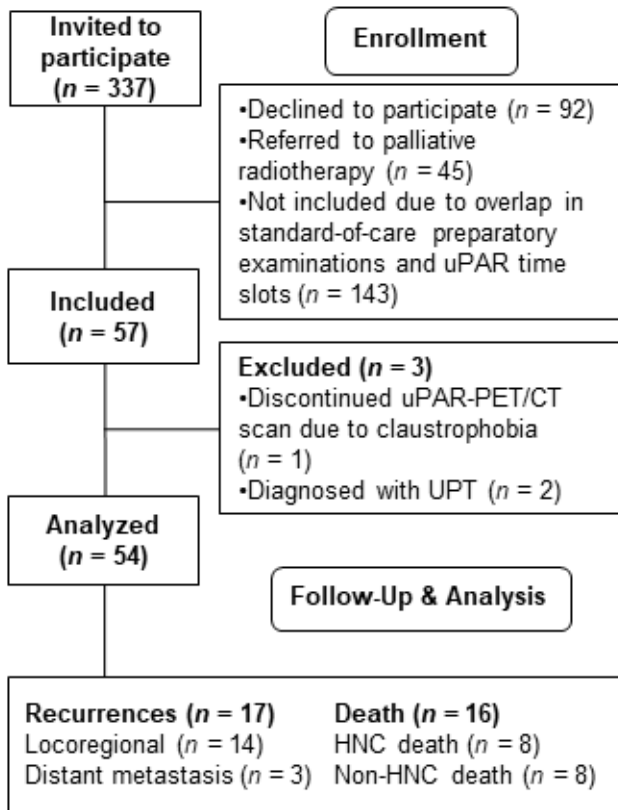 Invited to
participate
(n = 337)
Enrollment
•Declined to participate (n = 92)
•Referred to palliative
radiotherapy (n = 45)
•Not included due to overlap in
standard-of-care preparatory
examinations and uPAR time
slots (n = 143)
Included
(n = 57)
Excluded (n = 3)
•Discontinued uPAR-PET/CT
scan due to claustrophobia
(n = 1)
•Diagnosed with UPT (n = 2)
Analyzed
(n = 54)
Follow-Up & Analysis
Recurrences (n = 17)
Locoregional (n = 14)
Distant metastasis (n = 3)
Death (n = 16)
HNC death (n = 8)
Non-HNC death (n = 8)